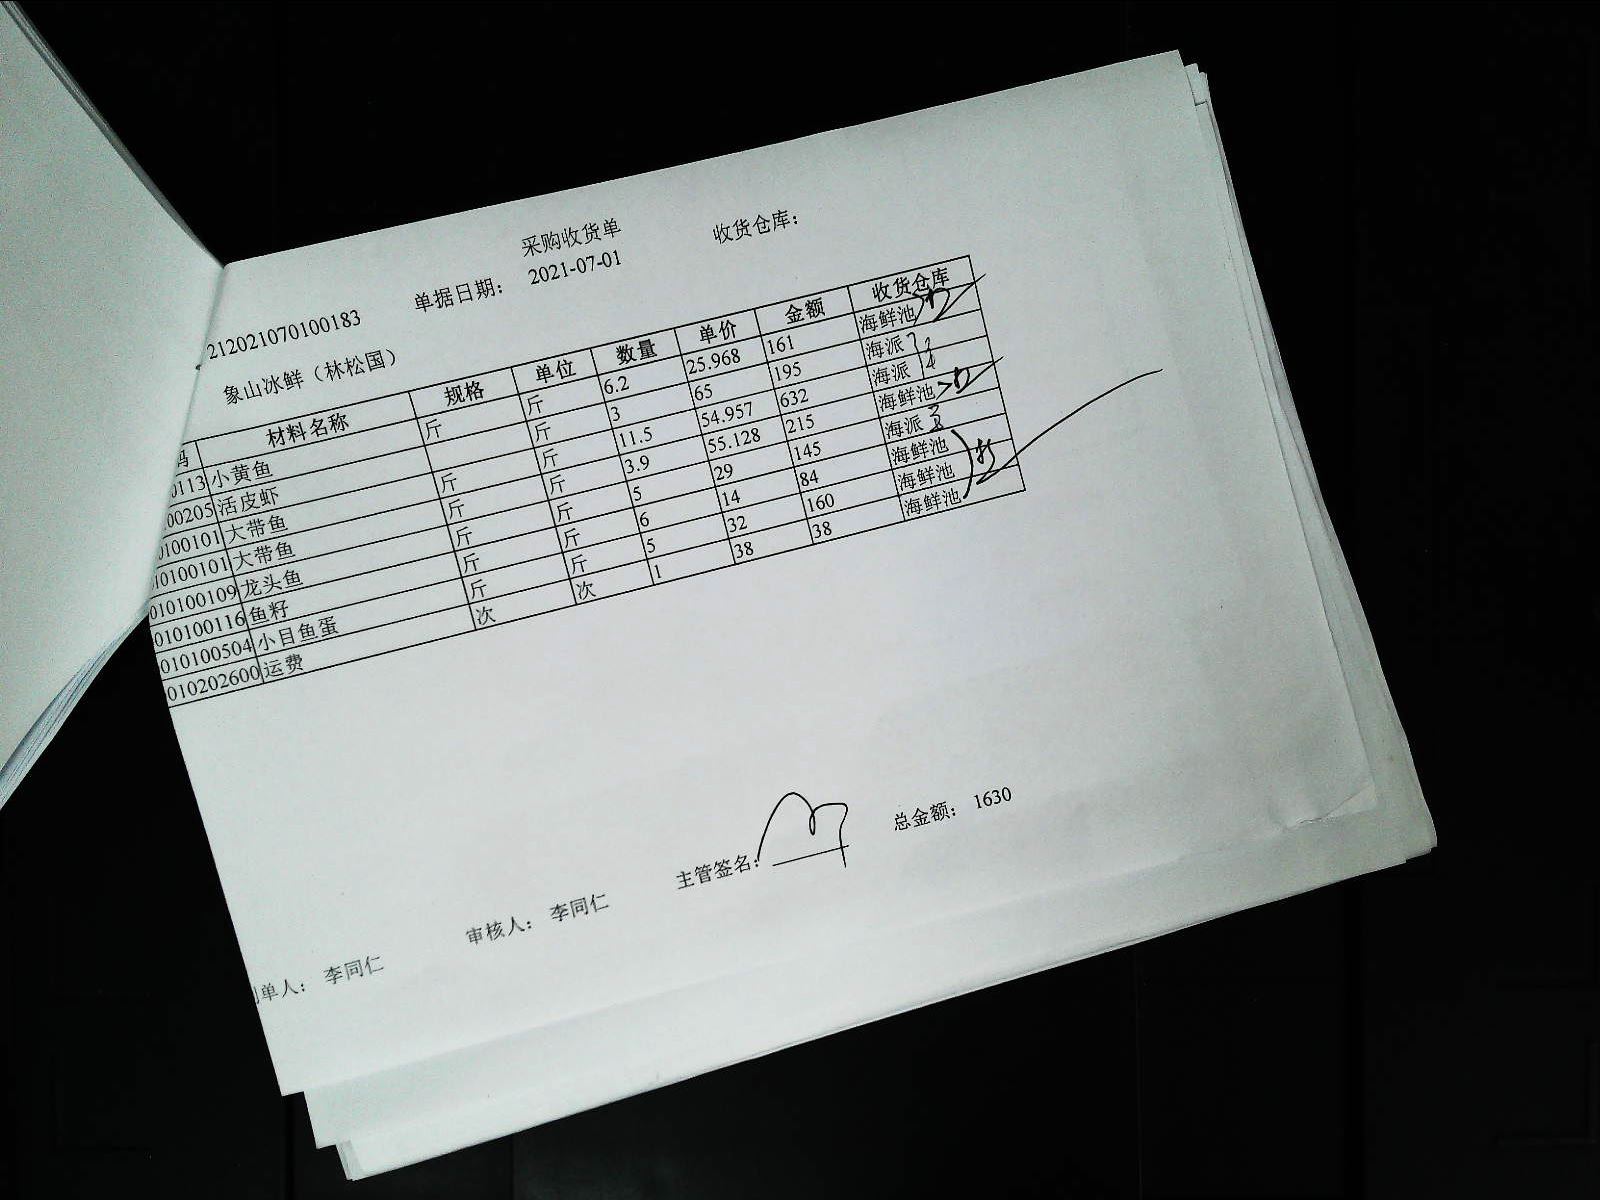 采购收货单
212021070100183 单据日期： 2021-07-01 收货仓库：
象山冰鲜（林松国）
码 材料名称 规格 单位 数量 单价 金额 收货仓库
0113 小黄鱼 斤 斤 6.2 25.968 161 海鲜池
00205 活皮虾 斤 3 65 195 海派
0100101 大带鱼 斤 斤 11.5 54.957 632 海派
10100101 大带鱼 斤 斤 3.9 55.128 215 海鲜池
010100109 龙头鱼 斤 斤 5 29 145 海派
010100116 鱼籽 斤 斤 6 14 84 海鲜池
010100504 小目鱼蛋 斤 斤 5 32 160 海鲜池
010202600 运费 次 次 1 38 38 海鲜池
单人： 李同仁 审核人： 李同仁 主管签名： 总金额： 1630